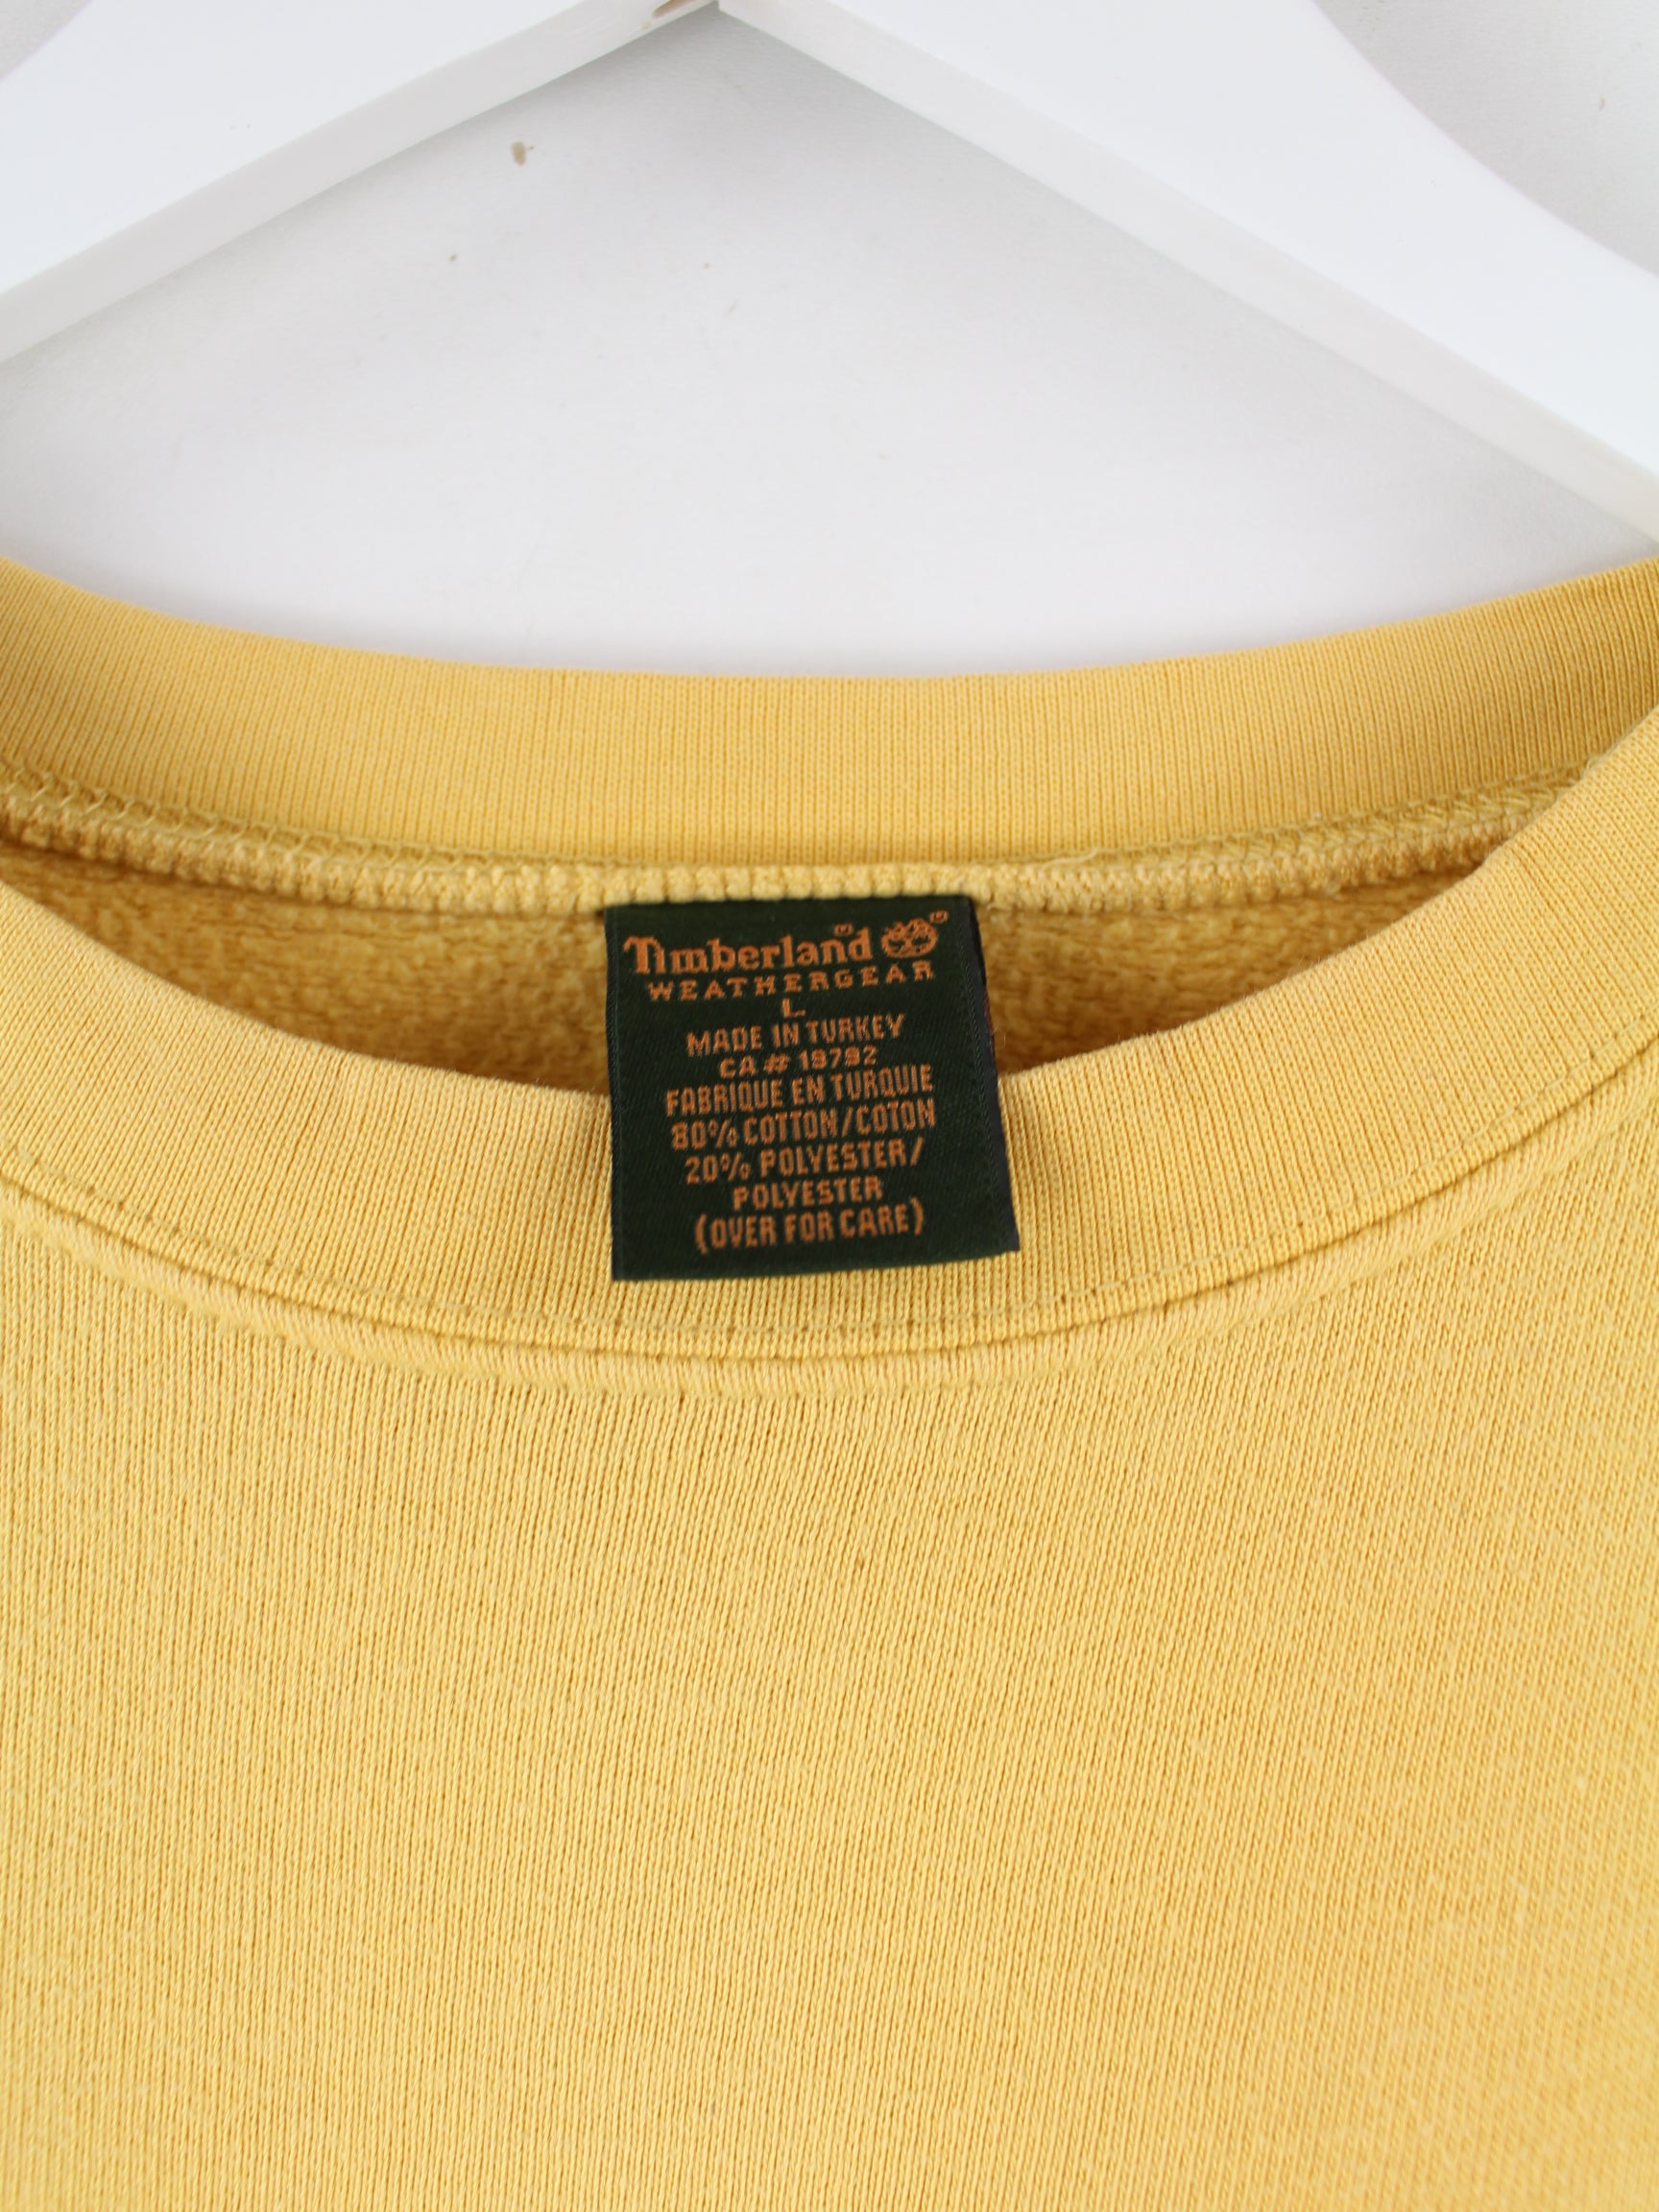 Timberland
WEATHERGEAR
L
MADE IN TURKEY
CA# 19792
FABRIQUE EN TURQUIE
80% COTTON/COTON
20% POLYESTER/
POLYESTER
(OVER FOR CARE)